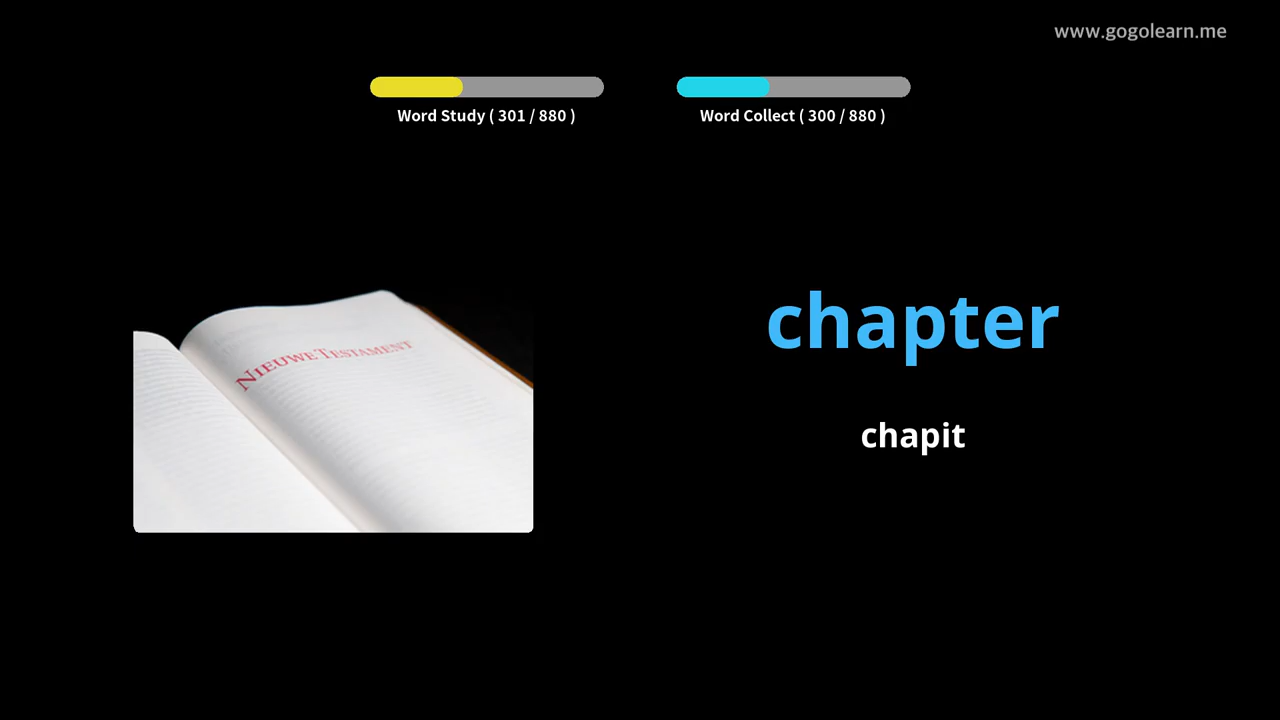 www.gogolearn.me
Word Study ( 301 / 880 )
Word Collect ( 300 / 880 )
NIEUWE TESTAMENT
chapter
chapit